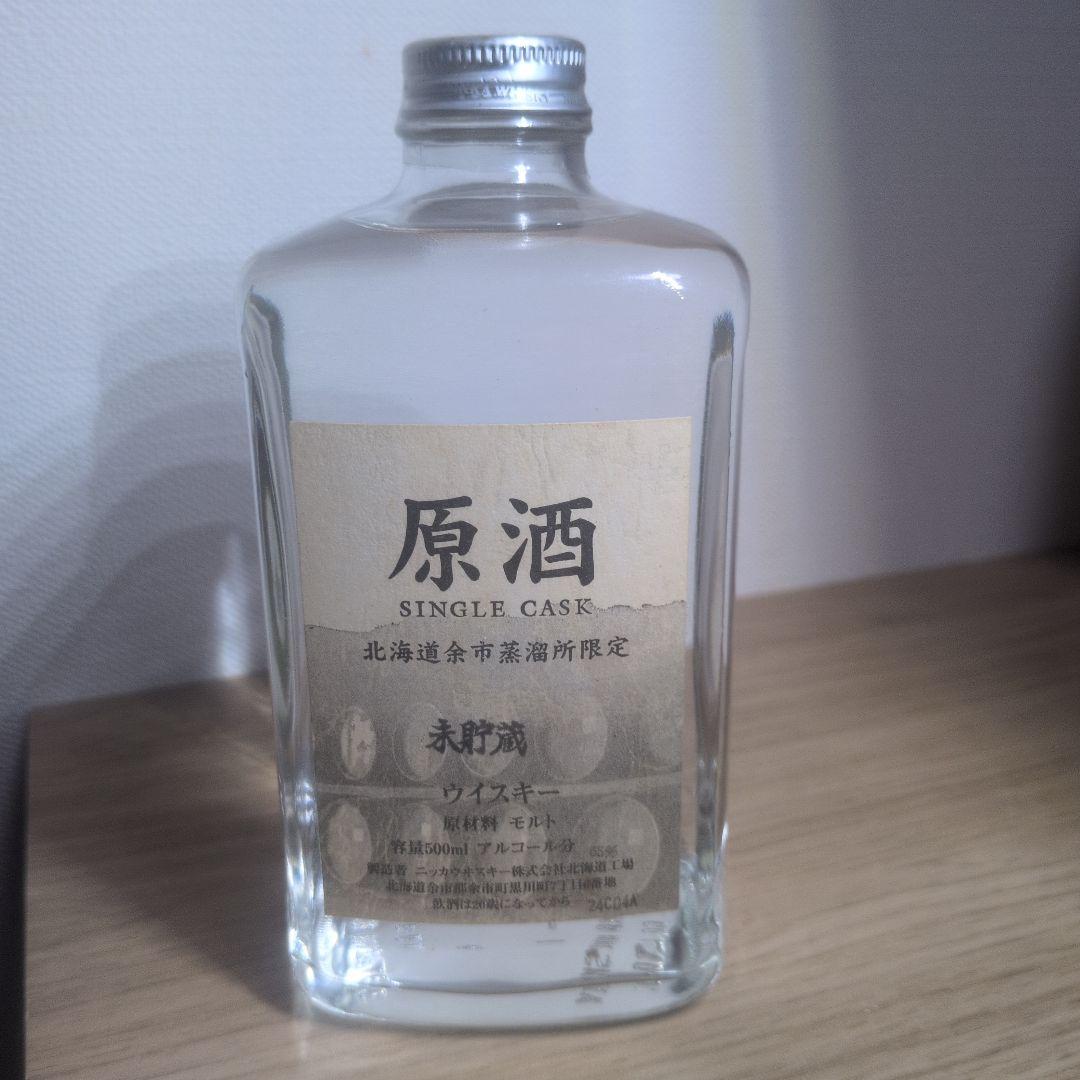 原酒
SINGLE CASK
北海道余市蒸溜所限定
未貯蔵
ウイスキー
原材料 モルト
容量500ml アルコール分 65%
製造者 ニッカウヰスキー株式会社北海道工場
北海道余市郡余市町黒川町7丁目6番地
飲酒は20歳になってから 24C04A